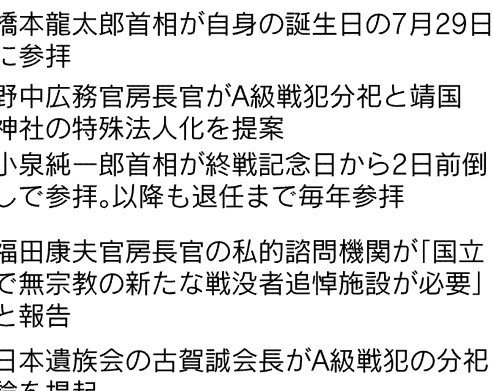 橋本龍太郎首相が自身の誕生日の7月29日
に参拝
野中広務官房長官がA級戦犯分祀と靖国
神社の特殊法人化を提案
小泉純一郎首相が終戦記念日から2日前倒
しで参拝。以降も退任まで毎年参拝
福田康夫官房長官の私的諮問機関が「国立
で無宗教の新たな戦没者追悼施設が必要」
と報告
日本遺族会の古賀誠会長がA級戦犯の分祀
論を提起